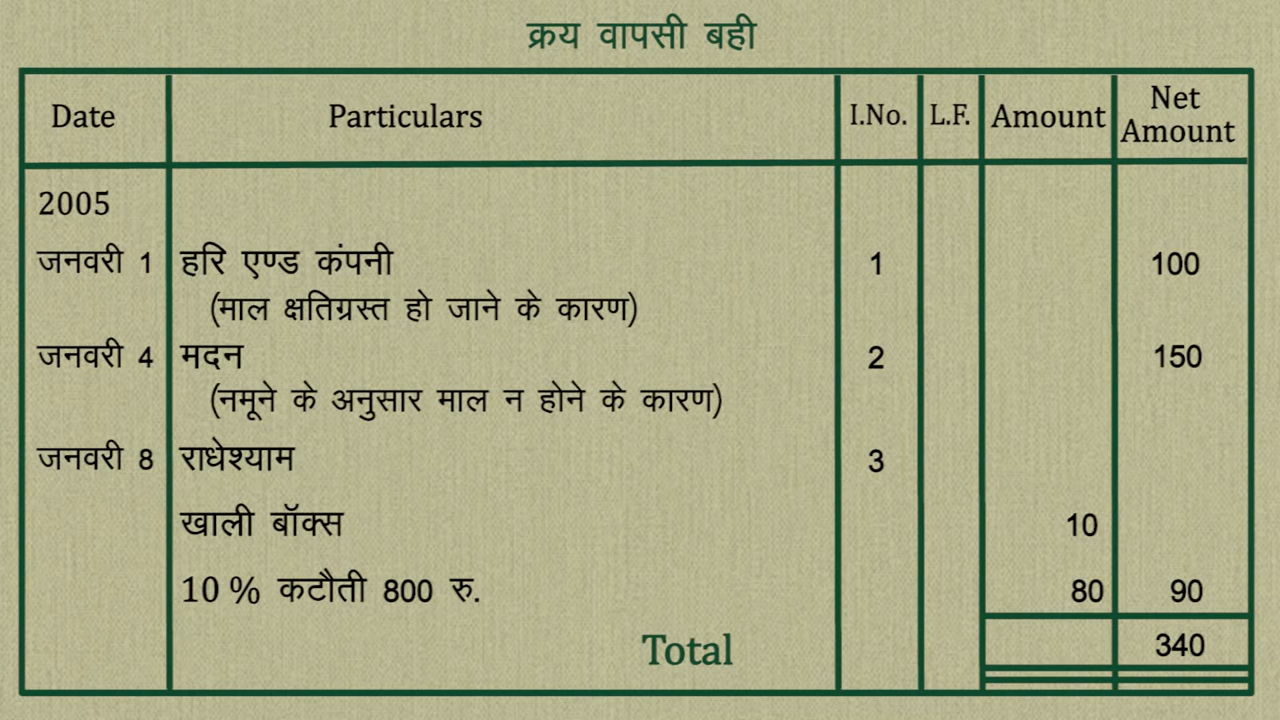 क्रय वापसी बही
Date Particulars I.No. L.F. Amount Net Amount
2005
जनवरी 1 हरि एण्ड कंपनी 1 100
(माल क्षतिग्रस्त हो जाने के कारण)
जनवरी 4 मदन 2 150
(नमूने के अनुसार माल न होने के कारण)
जनवरी 8 राधेश्याम 3
खाली बॉक्स 10
10 % कटौती 800 रु. 80 90
Total 340